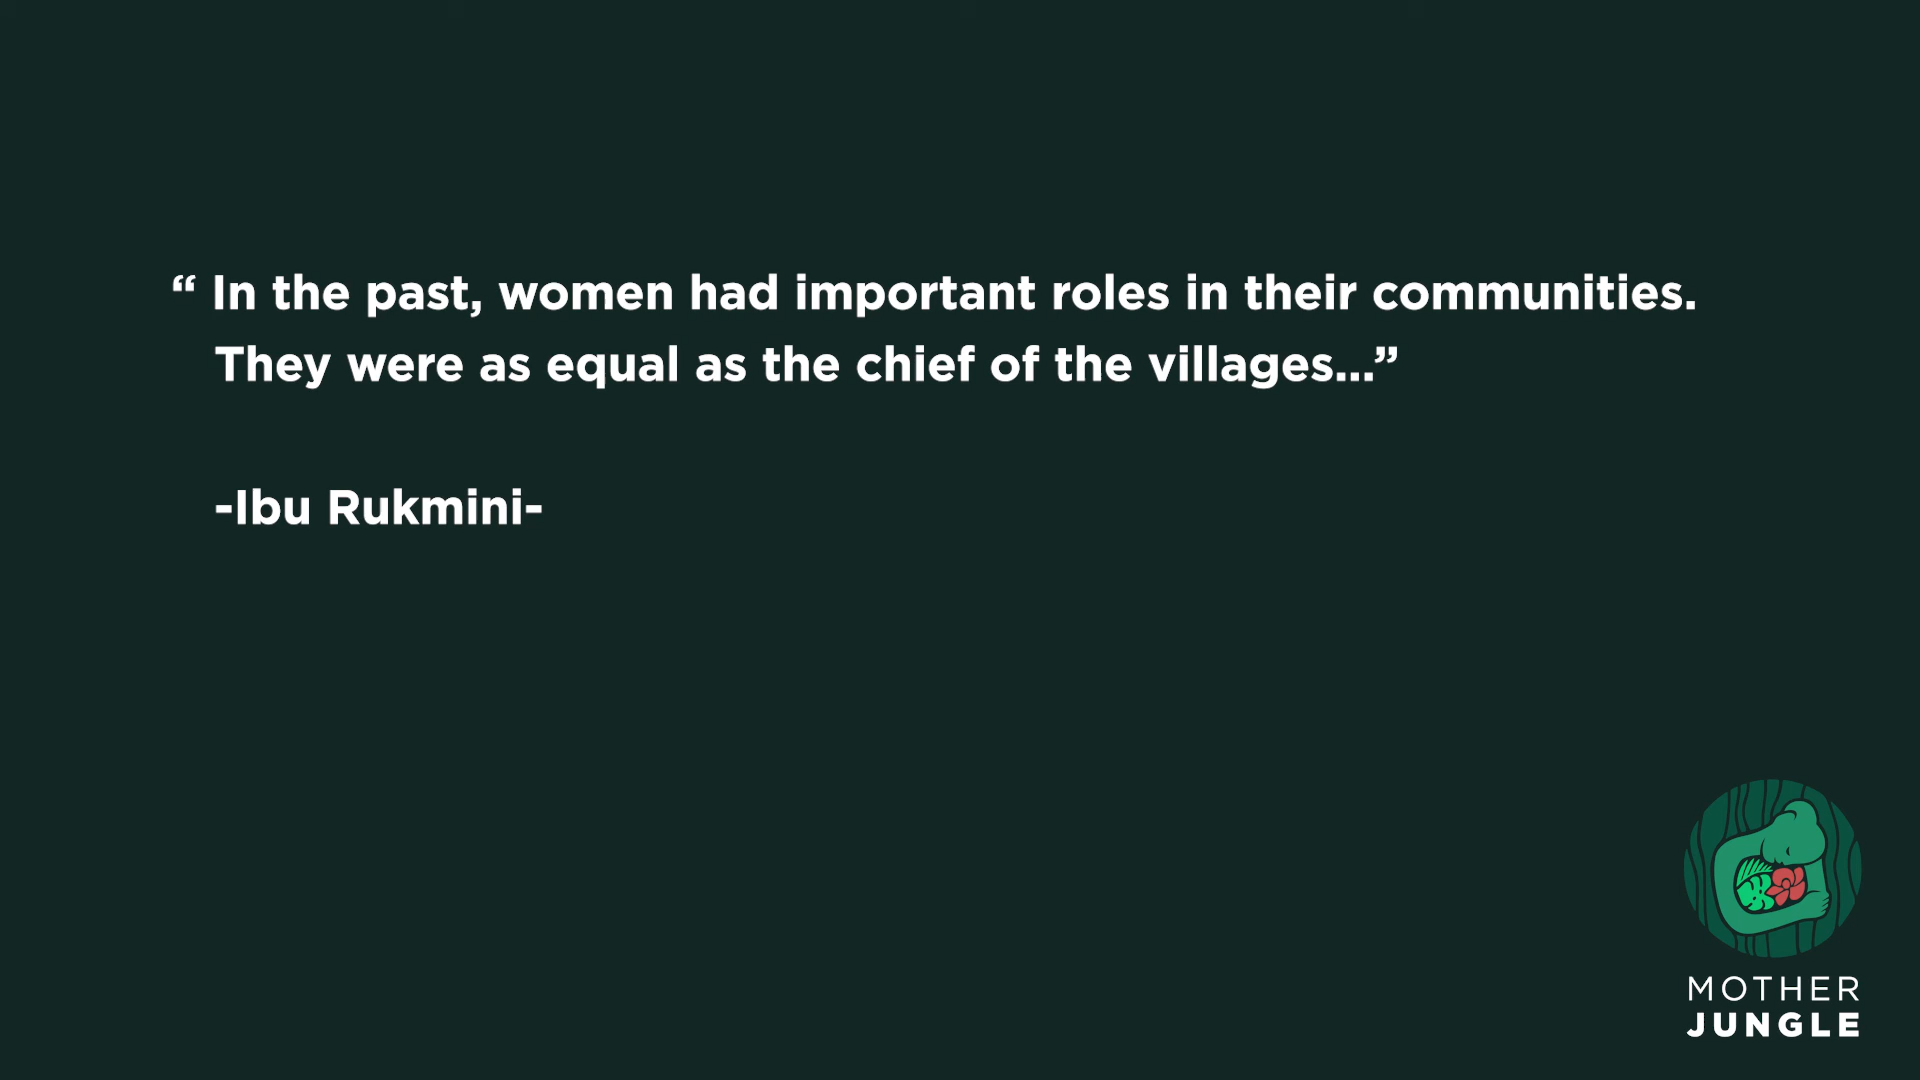 “ In the past, women had important roles in their communities.
They were as equal as the chief of the villages...”
-Ibu Rukmini-
MOTHER
JUNGLE